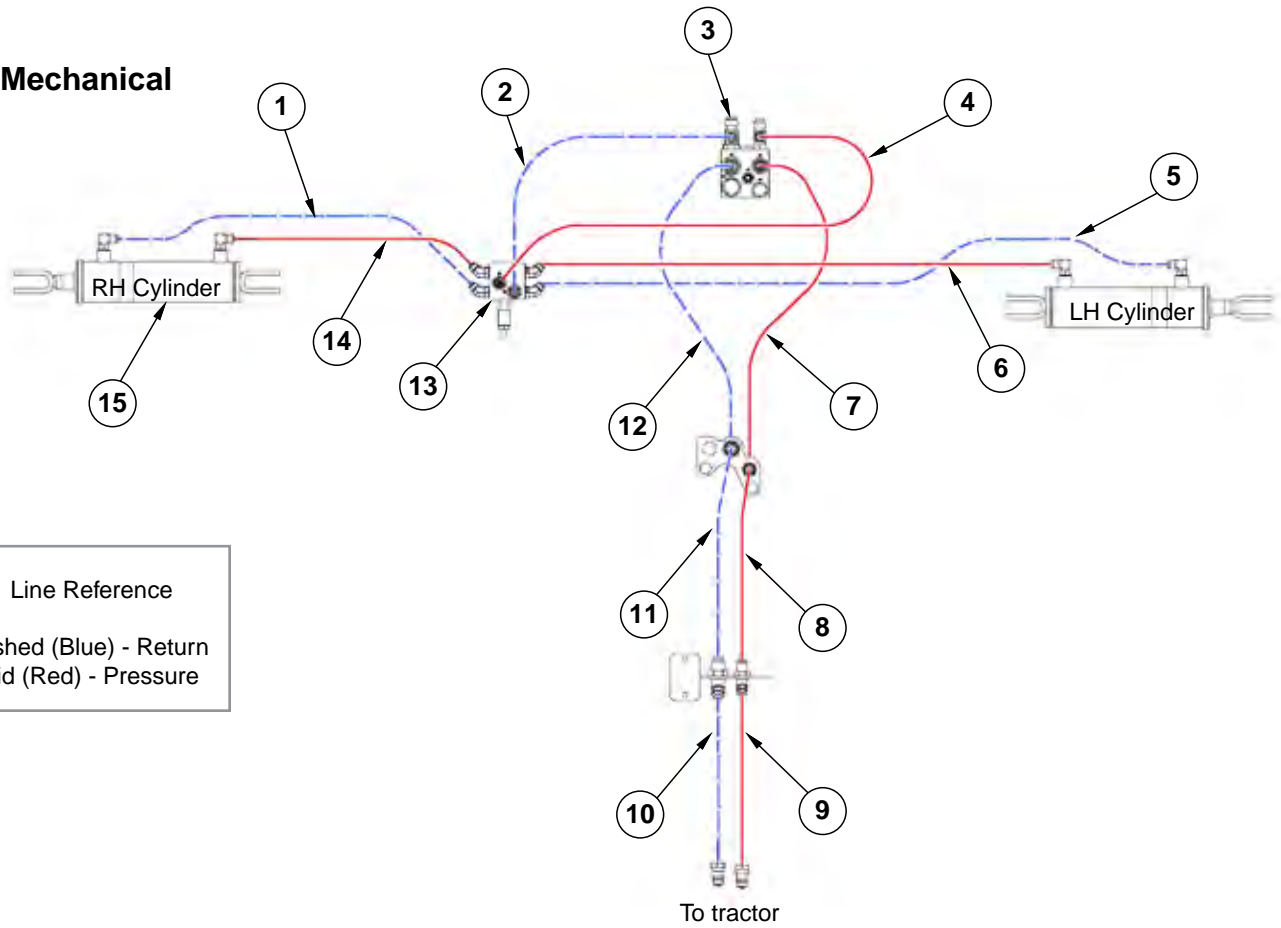 Mechanical
1
2
3
4
5
RH Cylinder
LH Cylinder
6
7
8
9
10
11
12
13
14
15
Line Reference
shed (Blue) - Return
id (Red) - Pressure
To tractor